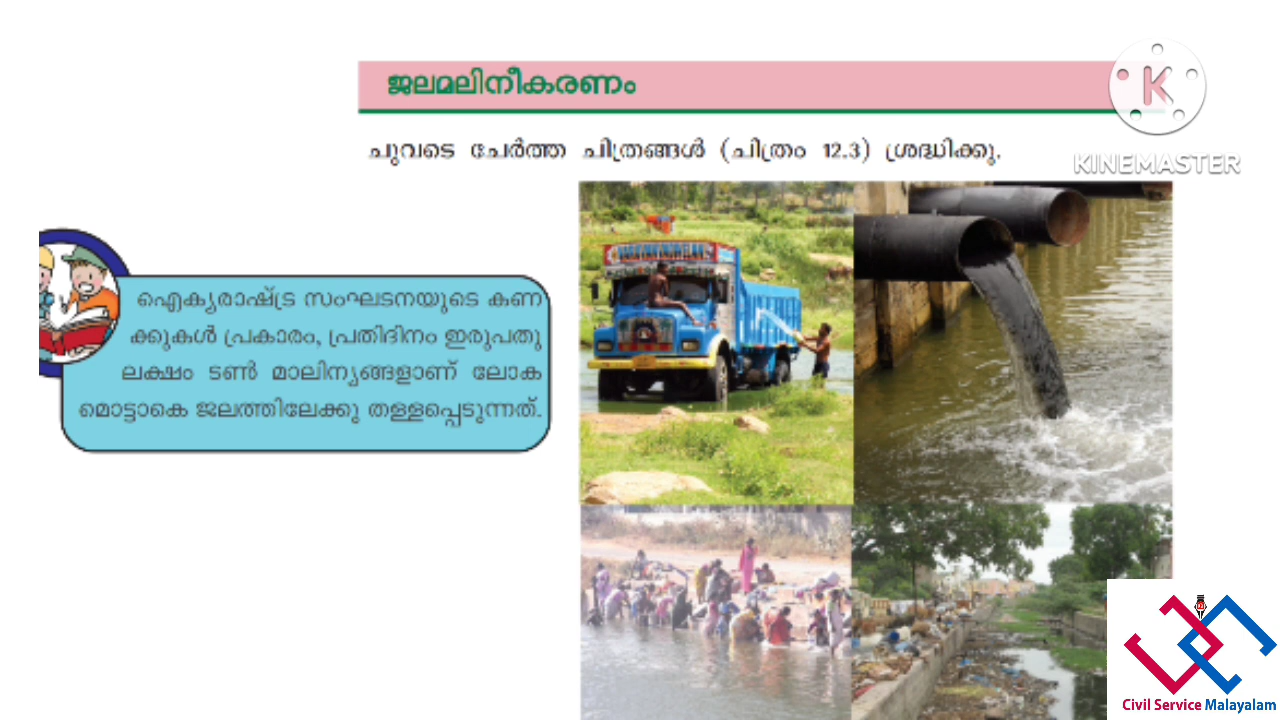 ജലമലിനീകരണം
ചുവടെ ചേർത്ത ചിത്രങ്ങൾ (ചിത്രം 12.3) ശ്രദ്ധിക്കൂ.
K
KINEMASTER
ഐക്യരാഷ്ട്ര സംഘടനയുടെ കണ
ക്കുകൾ പ്രകാരം, പ്രതിദിനം ഇരുപതു
ലക്ഷം ടൺ മാലിന്യങ്ങളാണ് ലോക
മൊട്ടാകെ ജലത്തിലേക്കു തള്ളപ്പെടുന്നത്.
Civil Service Malayalam